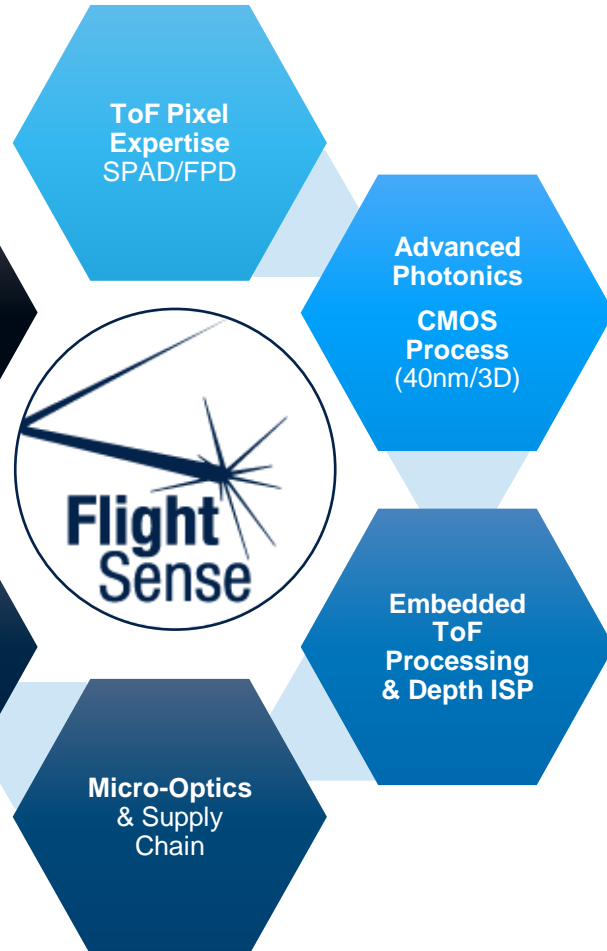 ToF Pixel
Expertise
SPAD/FPD
Advanced
Photonics
CMOS
Process
(40nm/3D)
Flight
Sense
Embedded
ToF
Processing
& Depth ISP
Micro-Optics
& Supply
Chain